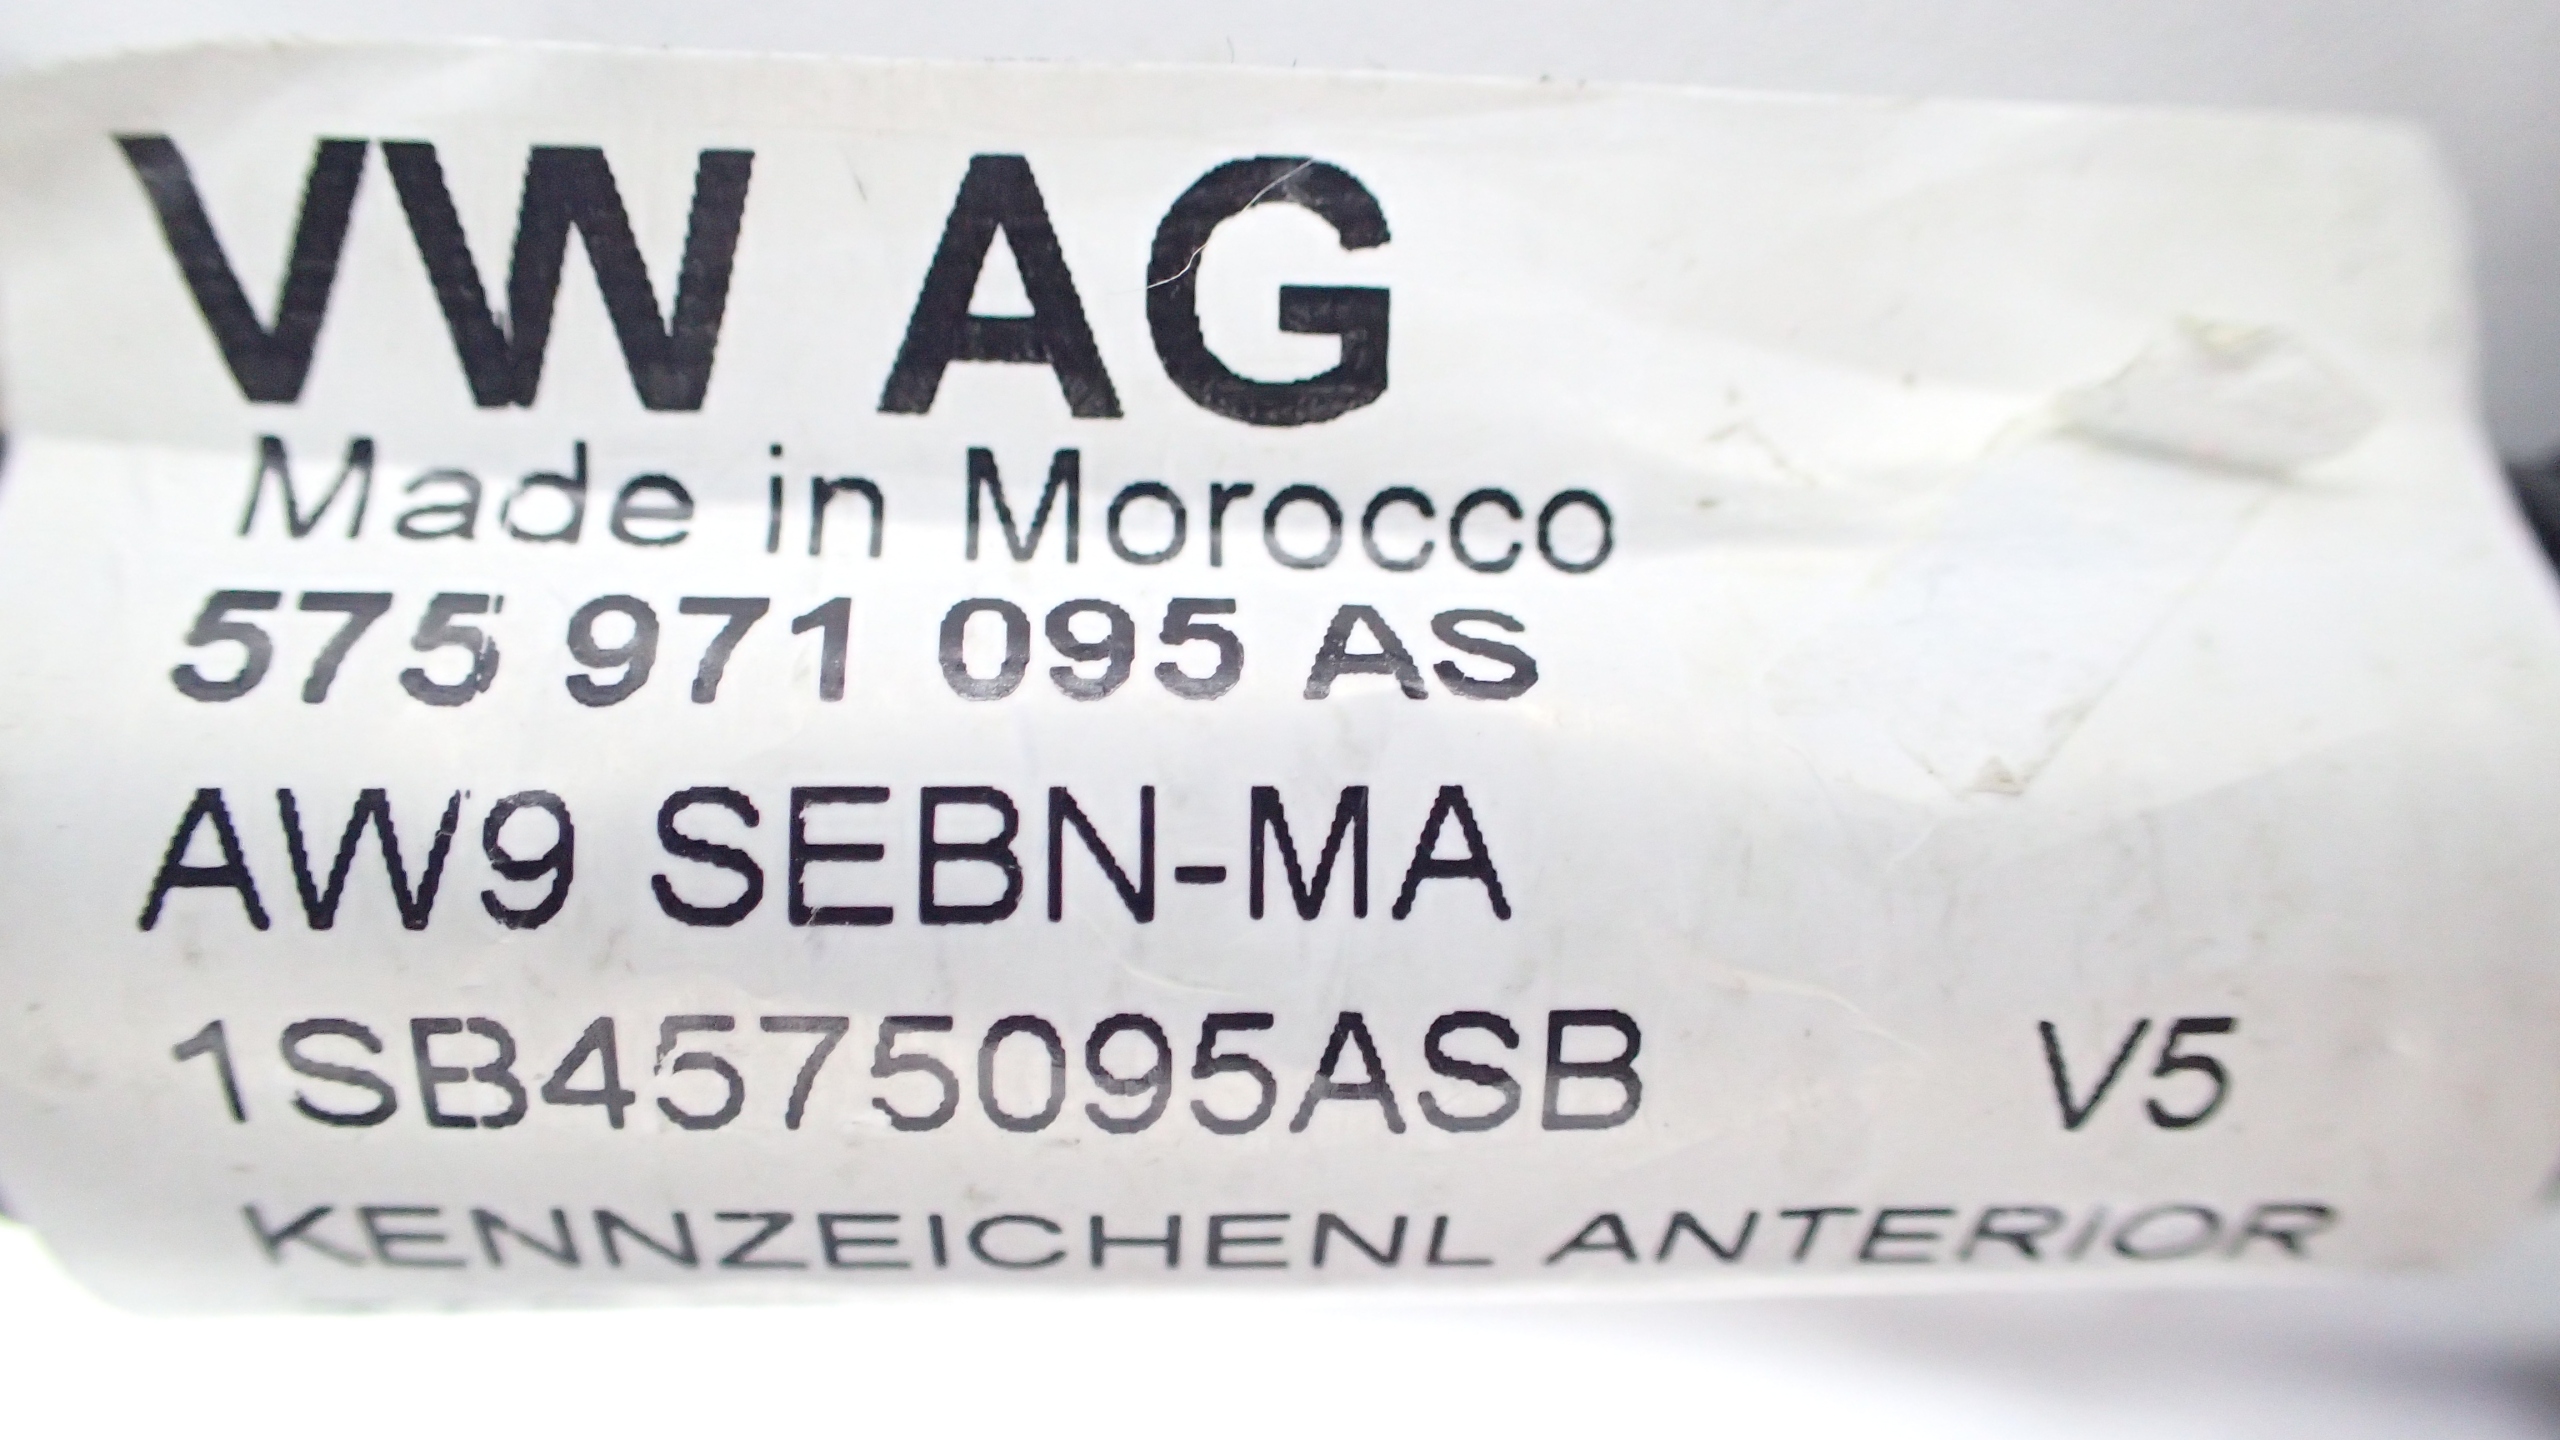 VW AG
Made in Morocco
575 971 095 AS
AW9 SEBN-MA
1SB4575095ASB V5
KENNZEICHENL ANTERIOR